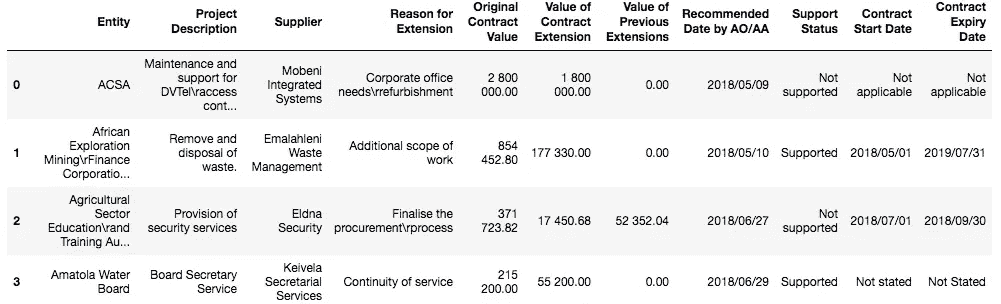 Entity Project Description Supplier Reason for Extension Original Contract Value Value of Contract Extension Value of Previous Extensions Recommended Date by AO/AA Support Status Contract Start Date Contract Expiry Date
0 ACSA Maintenance and support for DVTel\raccess cont... Mobeni Integrated Systems Corporate office needs\rrefurbishment 2 800 000.00 1 800 000.00 0.00 2018/05/09 Not supported Not applicable Not applicable
1 African Exploration Mining\rFinance Corporatio... Remove and disposal of waste. Emalahleni Waste Management Additional scope of work 854 452.80 177 330.00 0.00 2018/05/10 Supported 2018/05/01 2019/07/31
2 Agricultural Sector Education\rand Training Au... Provision of security services Eldna Security Finalise the procurement\rprocess 371 723.82 17 450.68 52 352.04 2018/06/27 Not supported 2018/07/01 2018/09/30
3 Amatola Water Board Board Secretary Service Keivela Secretarial Services Continuity of service 215 200.00 55 200.00 0.00 2018/06/29 Supported Not stated Not Stated